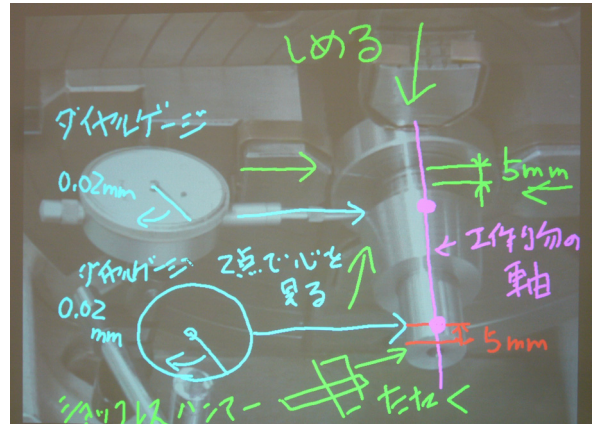 しめる
ダイヤルゲージ
0.02mm
5mm
工作物の
軸
ダイヤルゲージ
2点で心を
見る
0.02
mm
5mm
ショックレスハンマー
たたく